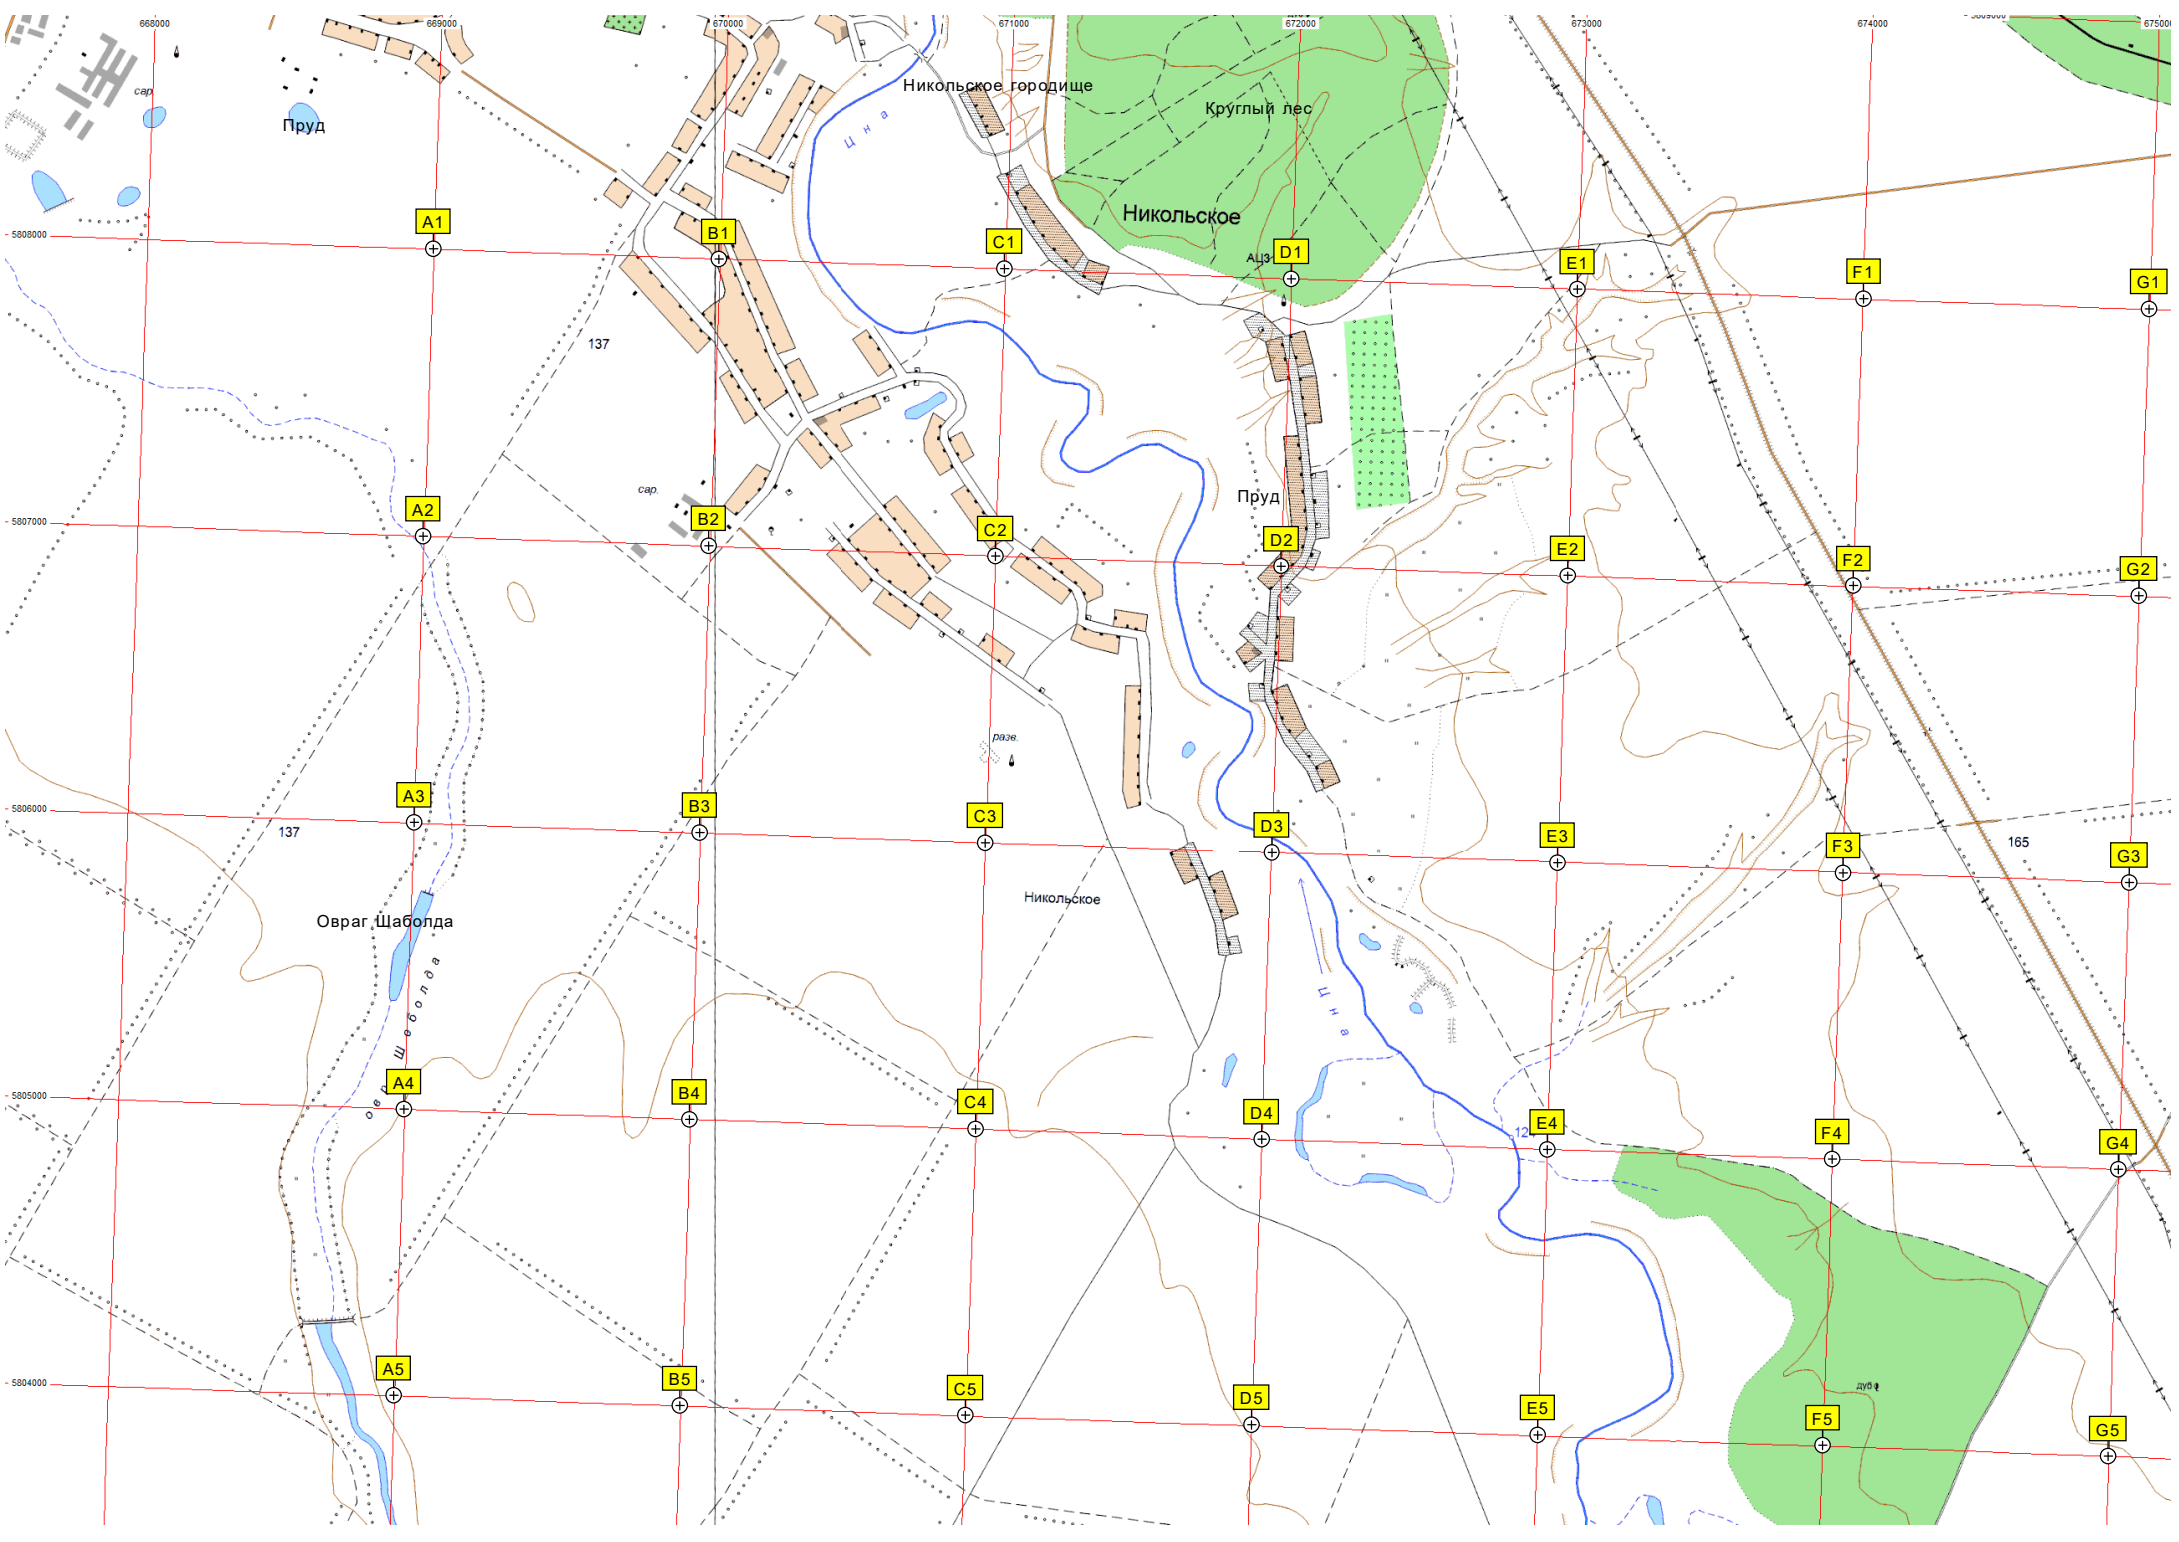 668000 669000 670000 671000 672000 673000 674000 675000
сар.
Пруд
Никольское городище
Круглый лес
Ц н а
Никольское
A1 B1 C1 D1 E1 F1 G1
5808000
137
сар.
Пруд
A2 B2 C2 D2 E2 F2 G2
5807000
разв.
A3 B3 C3 D3 E3 F3 G3
5806000
137
165
Никольское
Овраг Шаболда
Ц н а
A4 B4 C4 D4 E4 F4 G4
5805000
A5 B5 C5 D5 E5 F5 G5
5804000
дуб